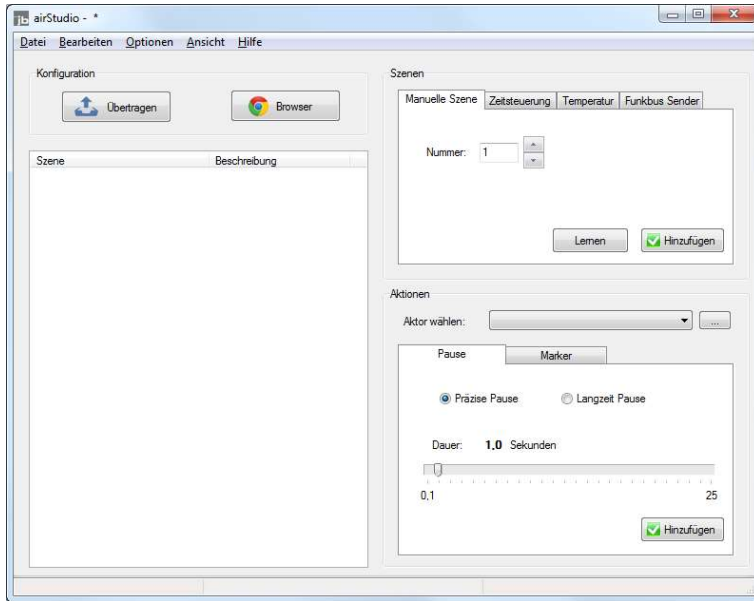 jb airStudio - *
Datei Bearbeiten Optionen Ansicht Hilfe
Konfiguration
Übertragen
Browser
Szene Beschreibung
Szenen
Manuelle Szene Zeitsteuerung Temperatur Funkbus Sender
Nummer: 1
Lernen
Hinzufügen
Aktionen
Aktor wählen:
...
Pause Marker
Präzise Pause Langzeit Pause
Dauer: 1,0 Sekunden
0,1 25
Hinzufügen